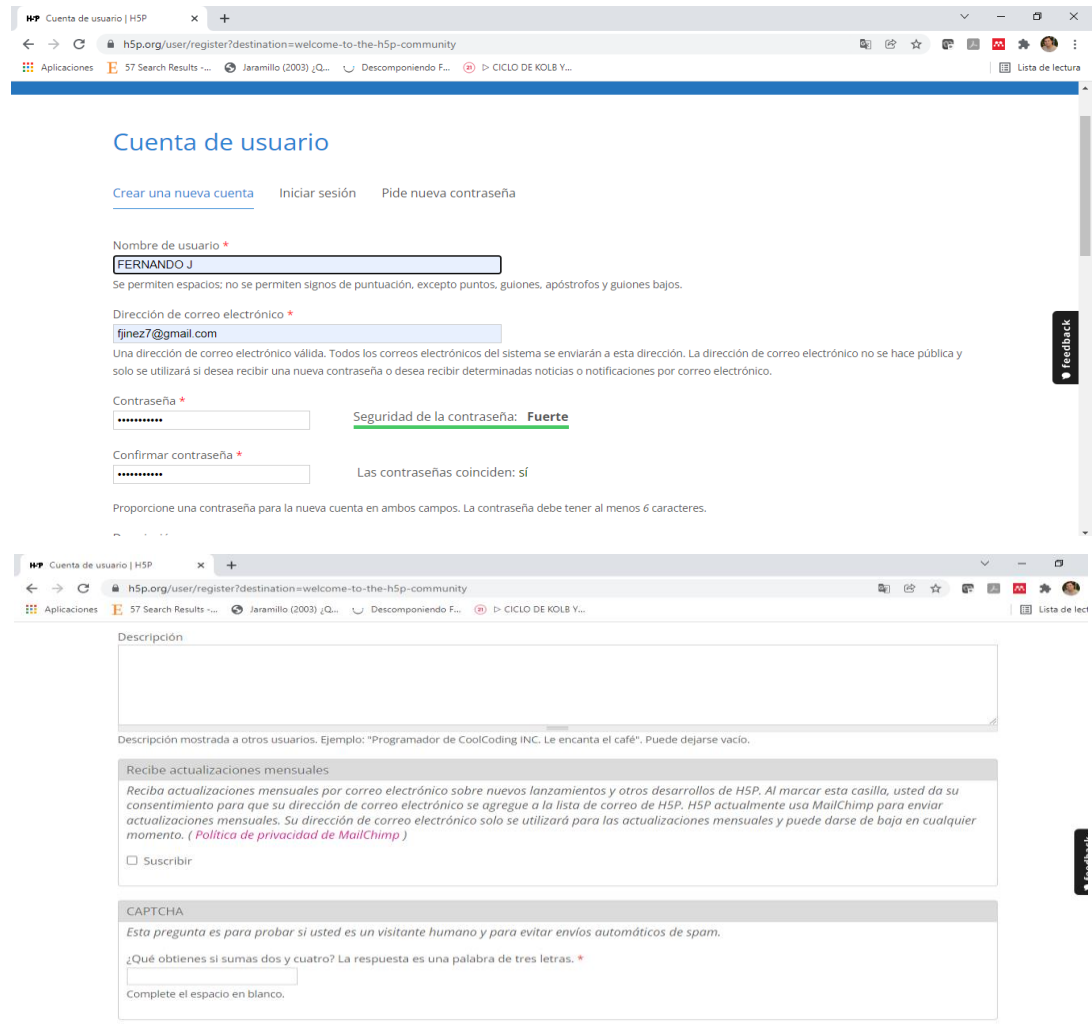 H-P Cuenta de usuario | H5P
h5p.org/user/register?destination=welcome-to-the-h5p-community
Aplicaciones 57 Search Results -... Jaramillo (2003) ¿Q... Descomponiendo F... ▷ CICLO DE KOLB Y... Lista de lectura
Cuenta de usuario
Crear una nueva cuenta Iniciar sesión Pide nueva contraseña
Nombre de usuario *
FERNANDO J
Se permiten espacios; no se permiten signos de puntuación, excepto puntos, guiones, apóstrofos y guiones bajos.
Dirección de correo electrónico *
fjinez7@gmail.com
Una dirección de correo electrónico válida. Todos los correos electrónicos del sistema se enviarán a esta dirección. La dirección de correo electrónico no se hace pública y
solo se utilizará si desea recibir una nueva contraseña o desea recibir determinadas noticias o notificaciones por correo electrónico.
feedback
Contraseña *
••••••••••• Seguridad de la contraseña: Fuerte
Confirmar contraseña *
••••••••••• Las contraseñas coinciden: sí
Proporcione una contraseña para la nueva cuenta en ambos campos. La contraseña debe tener al menos 6 caracteres.
H-P Cuenta de usuario | H5P
h5p.org/user/register?destination=welcome-to-the-h5p-community
Aplicaciones 57 Search Results -... Jaramillo (2003) ¿Q... Descomponiendo F... ▷ CICLO DE KOLB Y... Lista de lect
Descripción
Descripción mostrada a otros usuarios. Ejemplo: "Programador de CoolCoding INC. Le encanta el café". Puede dejarse vacío.
Recibe actualizaciones mensuales
Reciba actualizaciones mensuales por correo electrónico sobre nuevos lanzamientos y otros desarrollos de H5P. Al marcar esta casilla, usted da su
consentimiento para que su dirección de correo electrónico se agregue a la lista de correo de H5P. H5P actualmente usa MailChimp para enviar
actualizaciones mensuales. Su dirección de correo electrónico solo se utilizará para las actualizaciones mensuales y puede darse de baja en cualquier
momento. ( Política de privacidad de MailChimp )
Suscribir
feedback
CAPTCHA
Esta pregunta es para probar si usted es un visitante humano y para evitar envíos automáticos de spam.
¿Qué obtienes si sumas dos y cuatro? La respuesta es una palabra de tres letras. *
Complete el espacio en blanco.